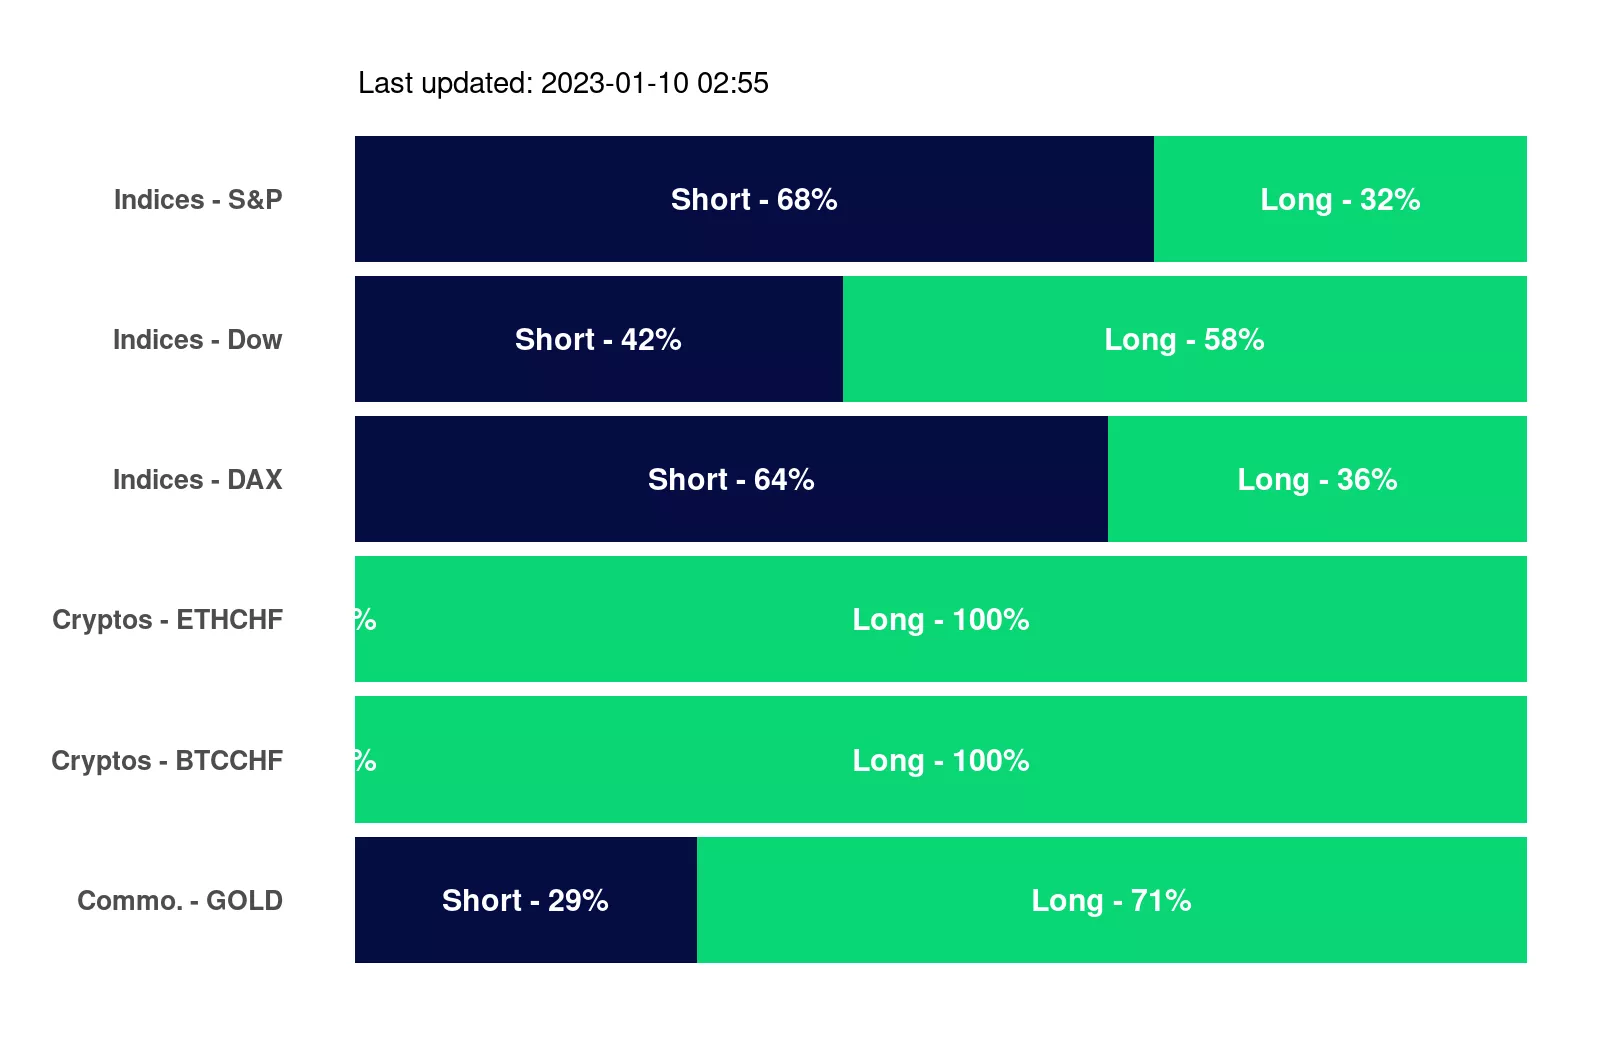 Last updated: 2023-01-10 02:55
Indices - S&P Short - 68% Long - 32%
Indices - Dow Short - 42% Long - 58%
Indices - DAX Short - 64% Long - 36%
Cryptos - ETHCHF % Long - 100%
Cryptos - BTCCHF % Long - 100%
Commo. - GOLD Short - 29% Long - 71%